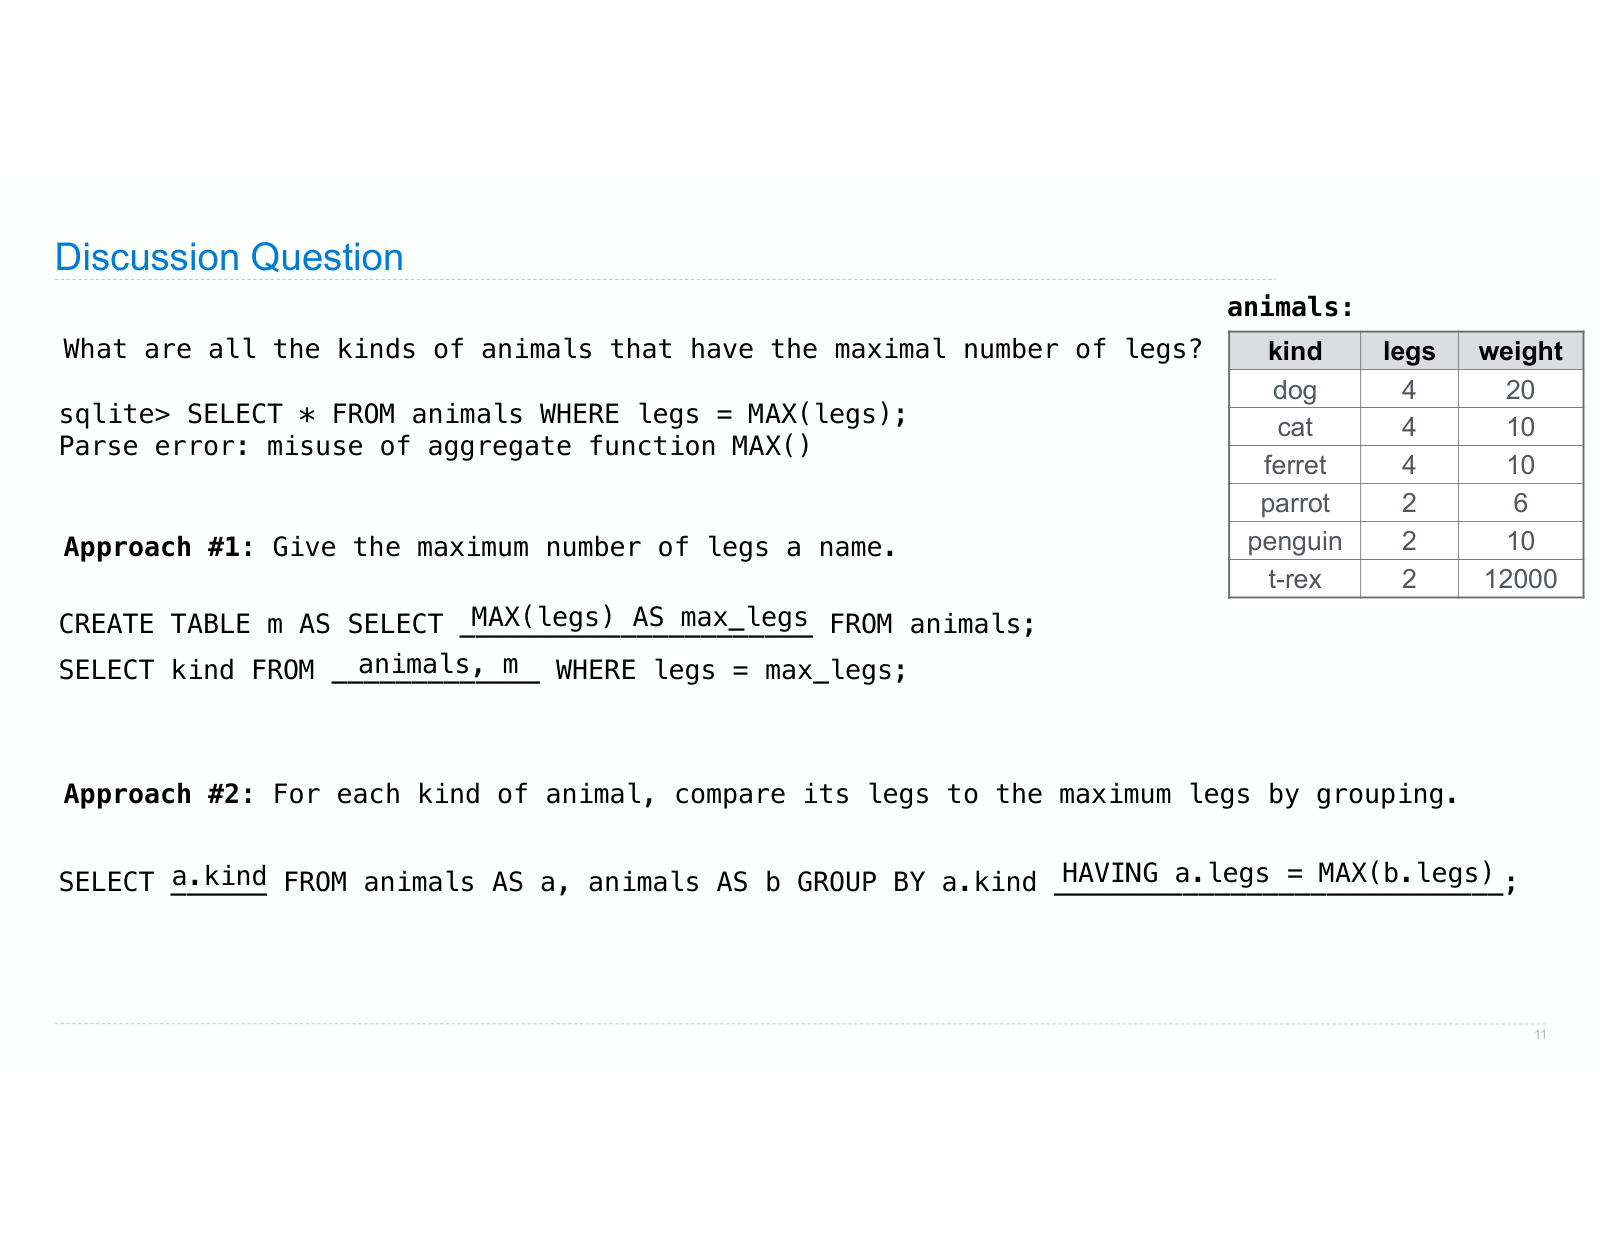 Discussion Question
animals:
What are all the kinds of animals that have the maximal number of legs?
kind legs weight
dog 4 20
cat 4 10
ferret 4 10
parrot 2 6
penguin 2 10
t-rex 2 12000
sqlite> SELECT * FROM animals WHERE legs = MAX(legs);
Parse error: misuse of aggregate function MAX()
Approach #1: Give the maximum number of legs a name.
CREATE TABLE m AS SELECT MAX(legs) AS max_legs FROM animals;
SELECT kind FROM animals, m WHERE legs = max_legs;
Approach #2: For each kind of animal, compare its legs to the maximum legs by grouping.
SELECT a.kind FROM animals AS a, animals AS b GROUP BY a.kind HAVING a.legs = MAX(b.legs);
11